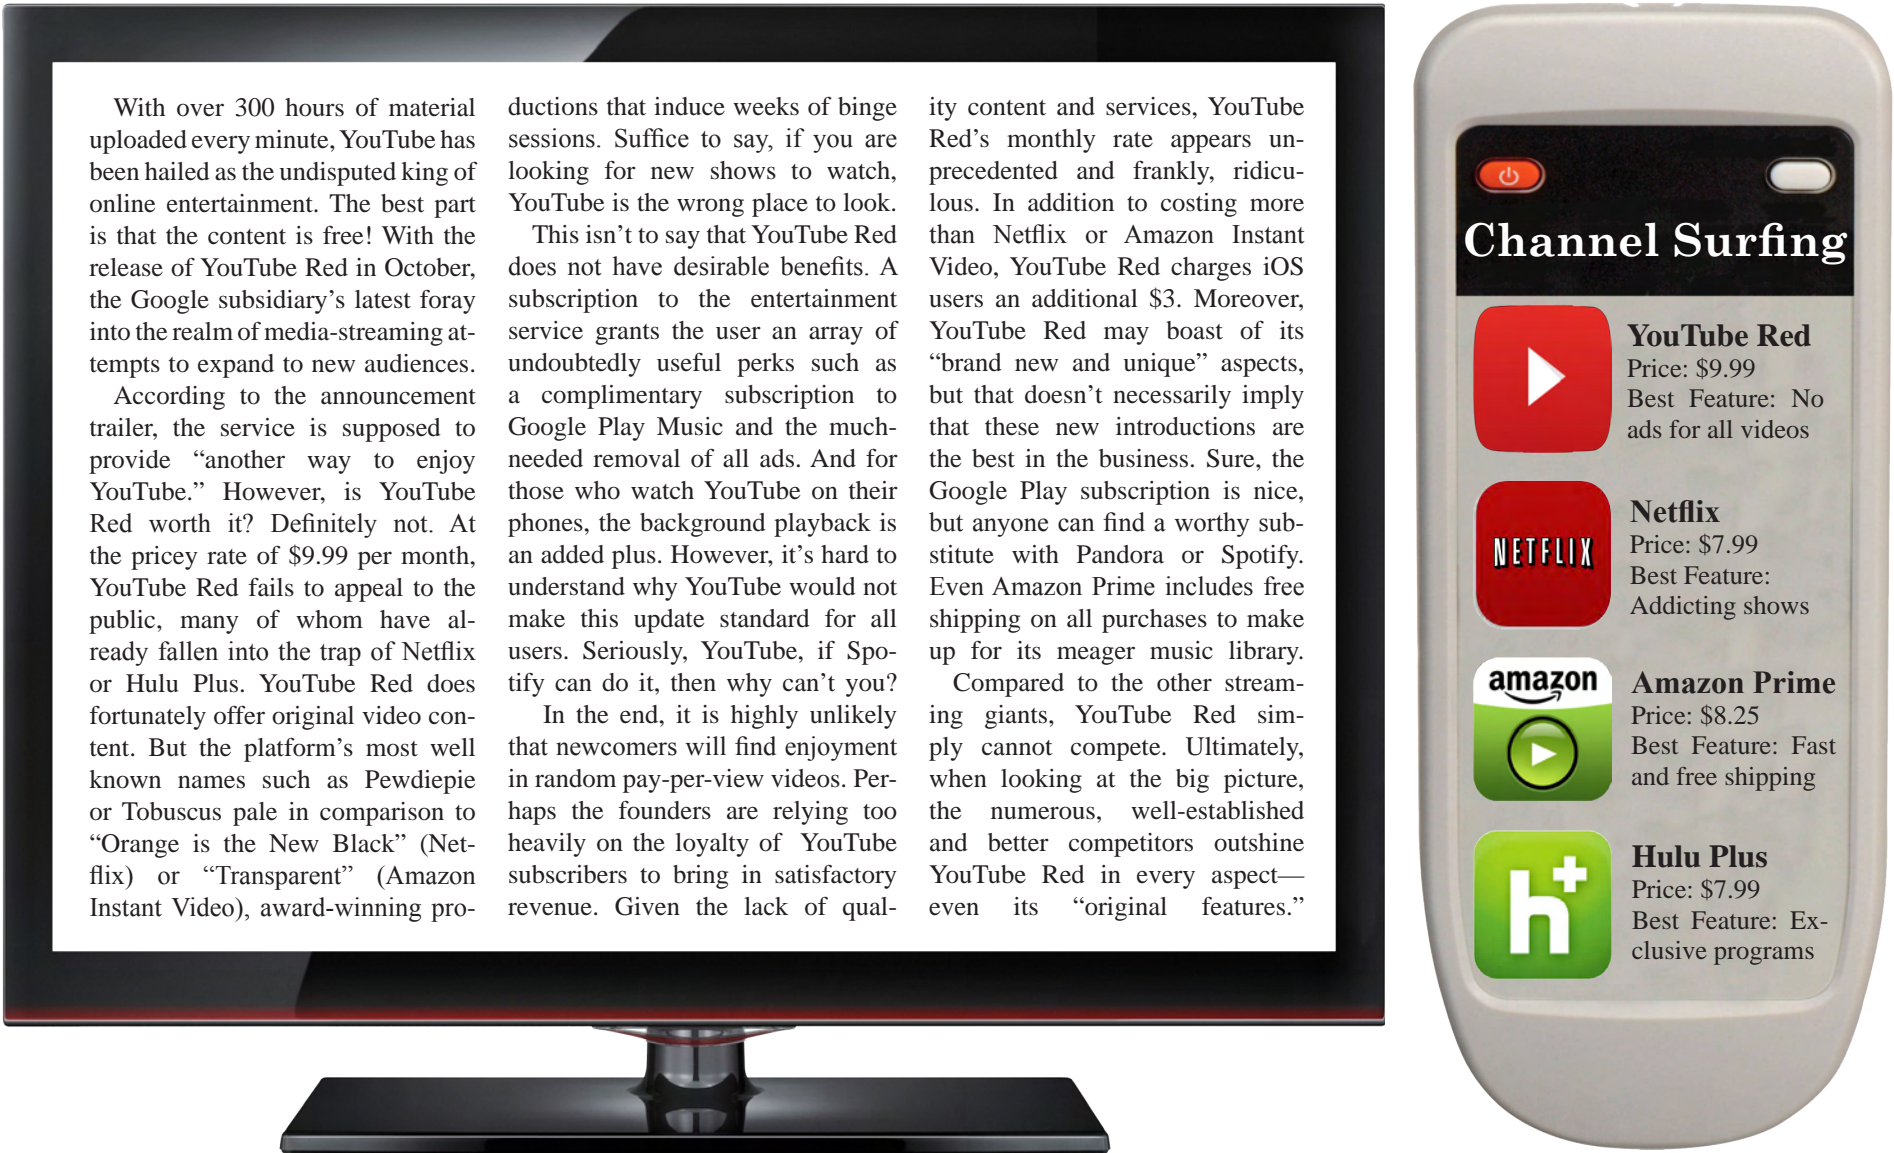 With over 300 hours of material
uploaded every minute, YouTube has
been hailed as the undisputed king of
online entertainment. The best part
is that the content is free! With the
release of YouTube Red in October,
the Google subsidiary's latest foray
into the realm of media-streaming at-
tempts to expand to new audiences.
According to the announcement
trailer, the service is supposed to
provide “another way to enjoy
YouTube.” However, is YouTube
Red worth it? Definitely not. At
the pricey rate of $9.99 per month,
YouTube Red fails to appeal to the
public, many of whom have al-
ready fallen into the trap of Netflix
or Hulu Plus. YouTube Red does
fortunately offer original video con-
tent. But the platform's most well
known names such as Pewdiepie
or Tobuscus pale in comparison to
“Orange is the New Black” (Net-
flix) or “Transparent” (Amazon
Instant Video), award-winning pro-
ductions that induce weeks of binge
sessions. Suffice to say, if you are
looking for new shows to watch,
YouTube is the wrong place to look.
This isn't to say that YouTube Red
does not have desirable benefits. A
subscription to the entertainment
service grants the user an array of
undoubtedly useful perks such as
a complimentary subscription to
Google Play Music and the much-
needed removal of all ads. And for
those who watch YouTube on their
phones, the background playback is
an added plus. However, it's hard to
understand why YouTube would not
make this update standard for all
users. Seriously, YouTube, if Spo-
tify can do it, then why can't you?
In the end, it is highly unlikely
that newcomers will find enjoyment
in random pay-per-view videos. Per-
haps the founders are relying too
heavily on the loyalty of YouTube
subscribers to bring in satisfactory
revenue. Given the lack of qual-
ity content and services, YouTube
Red's monthly rate appears un-
precedented and frankly, ridicu-
lous. In addition to costing more
than Netflix or Amazon Instant
Video, YouTube Red charges iOS
users an additional $3. Moreover,
YouTube Red may boast of its
“brand new and unique” aspects,
but that doesn't necessarily imply
that these new introductions are
the best in the business. Sure, the
Google Play subscription is nice,
but anyone can find a worthy sub-
stitute with Pandora or Spotify.
Even Amazon Prime includes free
shipping on all purchases to make
up for its meager music library.
Compared to the other stream-
ing giants, YouTube Red sim-
ply cannot compete. Ultimately,
when looking at the big picture,
the numerous, well-established
and better competitors outshine
YouTube Red in every aspect—
even its “original features.”
Channel Surfing
YouTube Red
Price: $9.99
Best Feature: No
ads for all videos
NETFLIX
Netflix
Price: $7.99
Best Feature:
Addicting shows
amazon
Amazon Prime
Price: $8.25
Best Feature: Fast
and free shipping
h+
Hulu Plus
Price: $7.99
Best Feature: Ex-
clusive programs